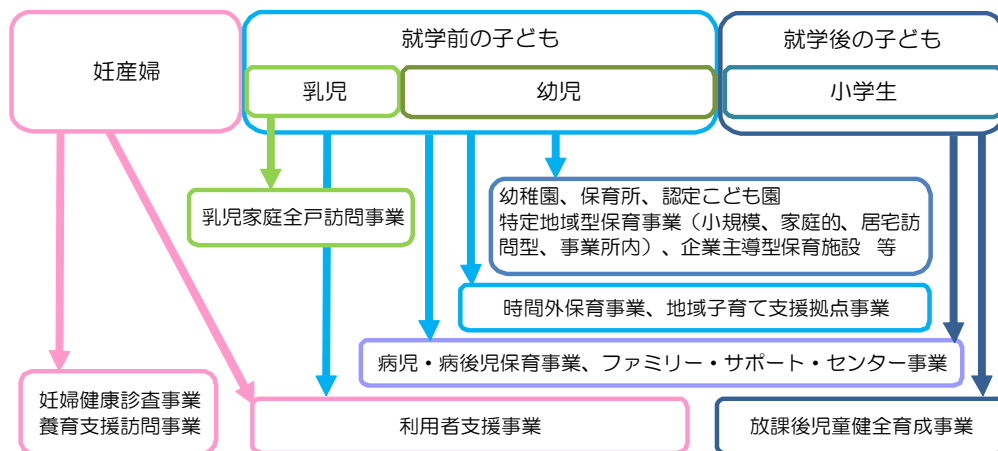 妊産婦
就学前の子ども
就学後の子ども
乳児
幼児
小学生
乳児家庭全戸訪問事業
幼稚園、保育所、認定こども園
特定地域型保育事業（小規模、家庭的、居宅訪
問型、事業所内）、企業主導型保育施設 等
時間外保育事業、地域子育て支援拠点事業
病児・病後児保育事業、ファミリー・サポート・センター事業
妊婦健康診査事業
養育支援訪問事業
利用者支援事業
放課後児童健全育成事業